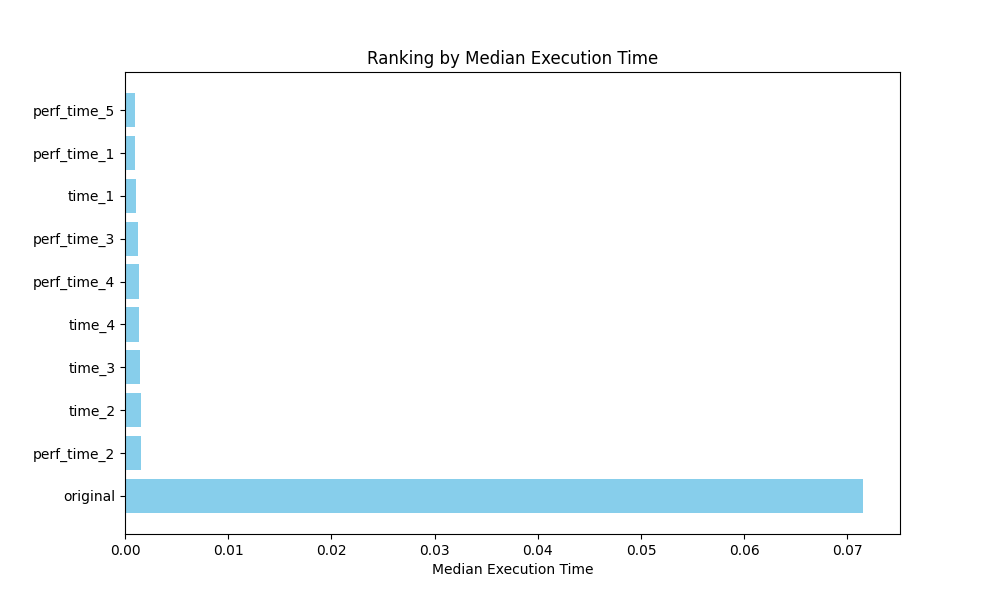 Ranking by Median Execution Time
perf_time_5
perf_time_1
time_1
perf_time_3
perf_time_4
time_4
time_3
time_2
perf_time_2
original
0.00 0.01 0.02 0.03 0.04 0.05 0.06 0.07
Median Execution Time